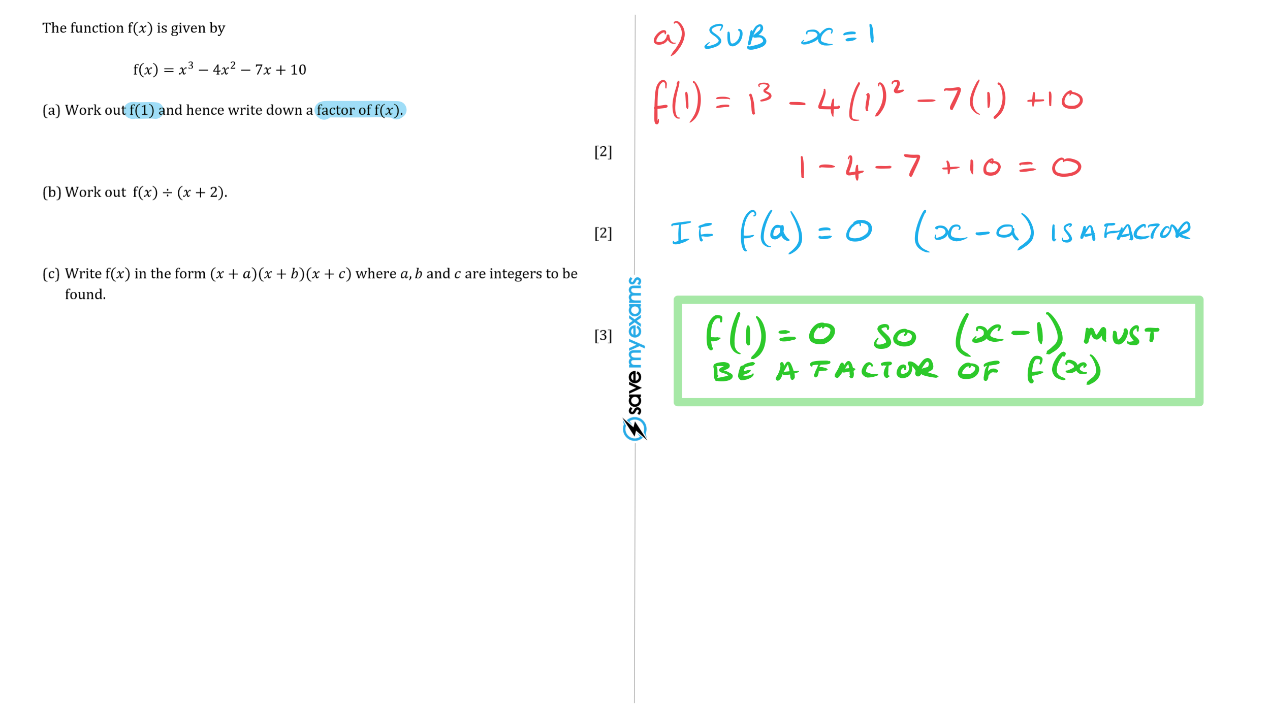 The function f(x) is given by
f(x) = x³ − 4x² − 7x + 10
(a) Work out f(1) and hence write down a factor of f(x).
[2]
(b) Work out f(x) ÷ (x + 2).
[2]
(c) Write f(x) in the form (x + a)(x + b)(x + c) where a, b and c are integers to be
found.
[3]
save my exams
a) SUB x = 1
f(1) = 1³ − 4(1)² − 7(1) + 10
1 − 4 − 7 + 10 = 0
IF f(a) = 0 (x − a) IS A FACTOR
f(1) = 0 SO (x − 1) MUST
BE A FACTOR OF f(x)